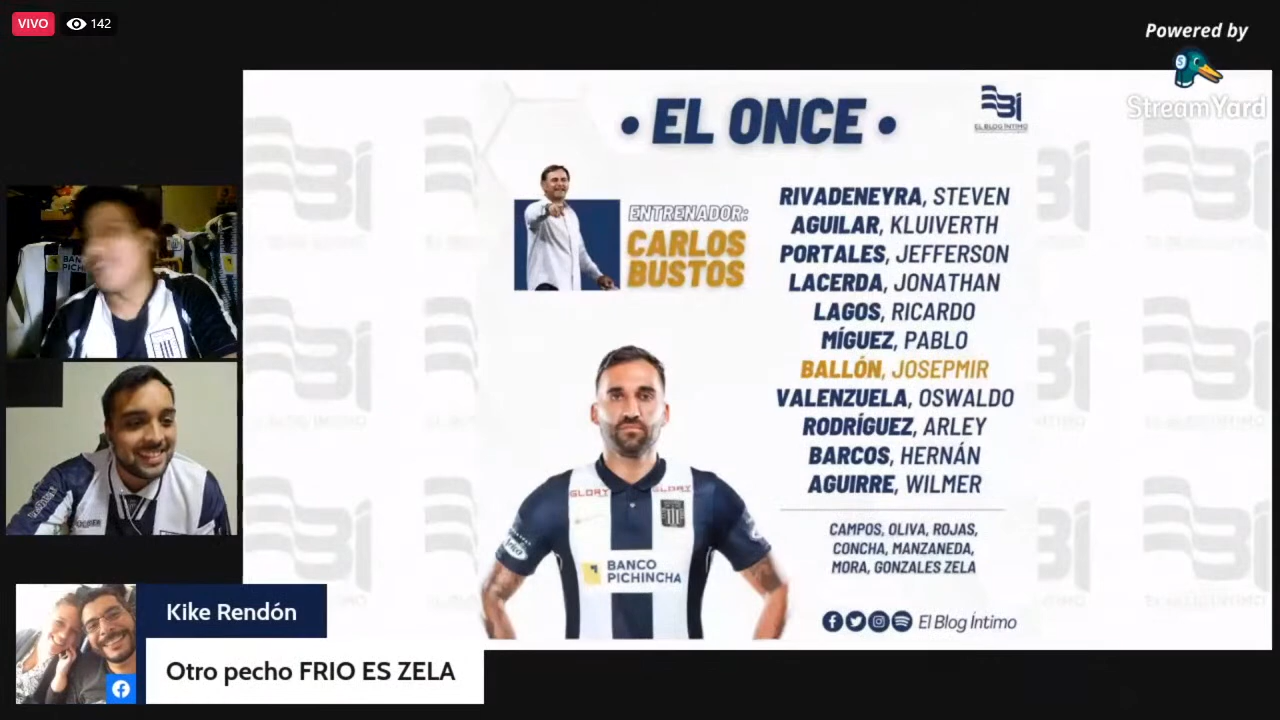 VIVO 142
Powered by
StreamYard
• EL ONCE •
EL BLOG ÍNTIMO
ENTRENADOR:
CARLOS
BUSTOS
RIVADENEYRA, STEVEN
AGUILAR, KLUIVERTH
PORTALES, JEFFERSON
LACERDA, JONATHAN
LAGOS, RICARDO
MÍGUEZ, PABLO
BALLÓN, JOSEPMIR
VALENZUELA, OSWALDO
RODRÍGUEZ, ARLEY
BARCOS, HERNÁN
AGUIRRE, WILMER
CAMPOS, OLIVA, ROJAS,
CONCHA, MANZANEDA,
MORA, GONZALES ZELA
El Blog Íntimo
GLORY GLORY
BANCO
PICHINCHA
Kike Rendón
Otro pecho FRIO ES ZELA